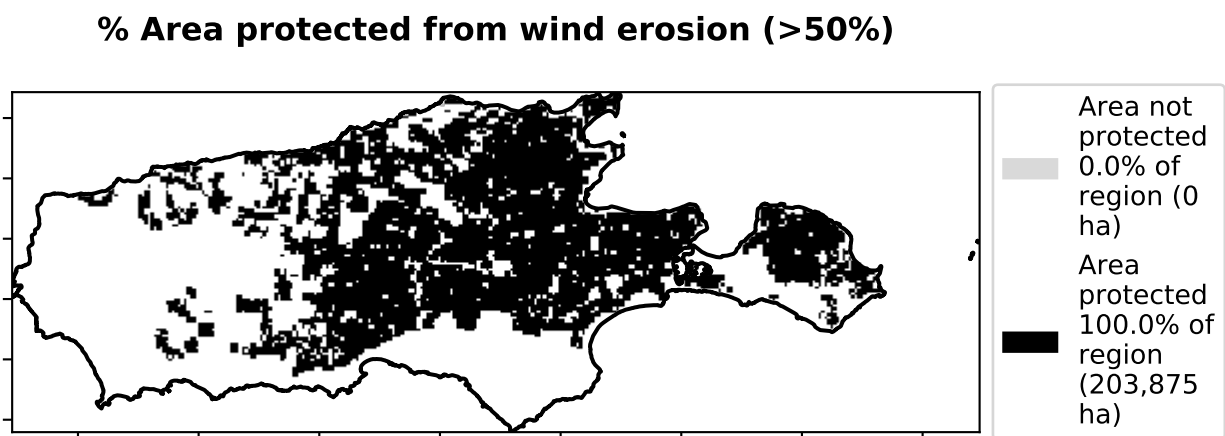 % Area protected from wind erosion (>50%)
Area not
protected
0.0% of
region (0
ha)
Area
protected
100.0% of
region
(203,875
ha)